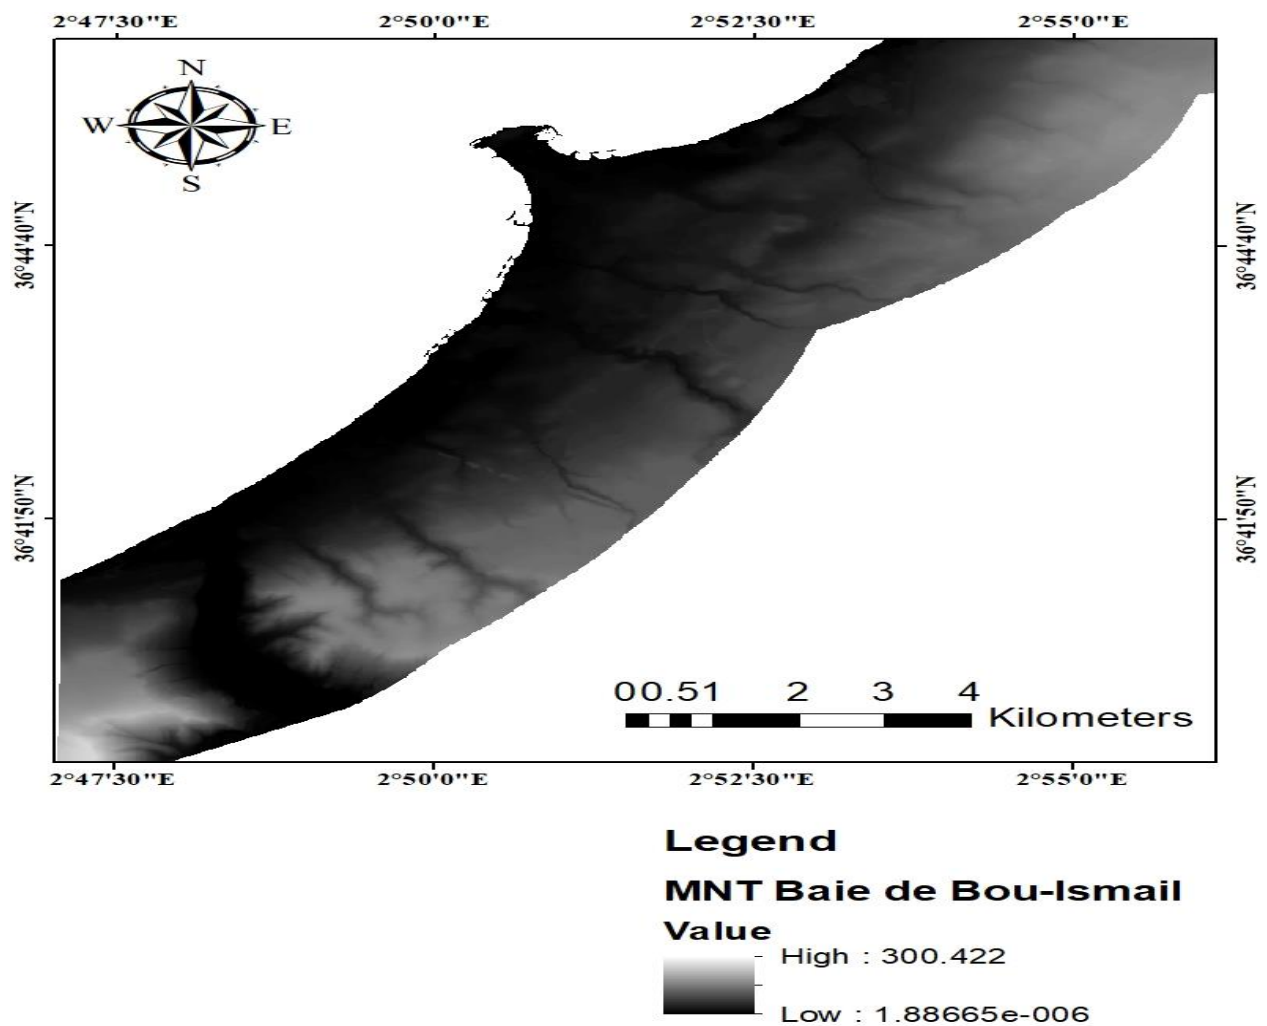 2°47'30"E 2°50'0"E 2°52'30"E 2°55'0"E
N
W E
S
36°44'40"N 36°44'40"N
36°41'50"N 36°41'50"N
00.51 2 3 4
Kilometers
2°47'30"E 2°50'0"E 2°52'30"E 2°55'0"E
Legend
MNT Baie de Bou-Ismail
Value
High : 300.422
Low : 1.88665e-006